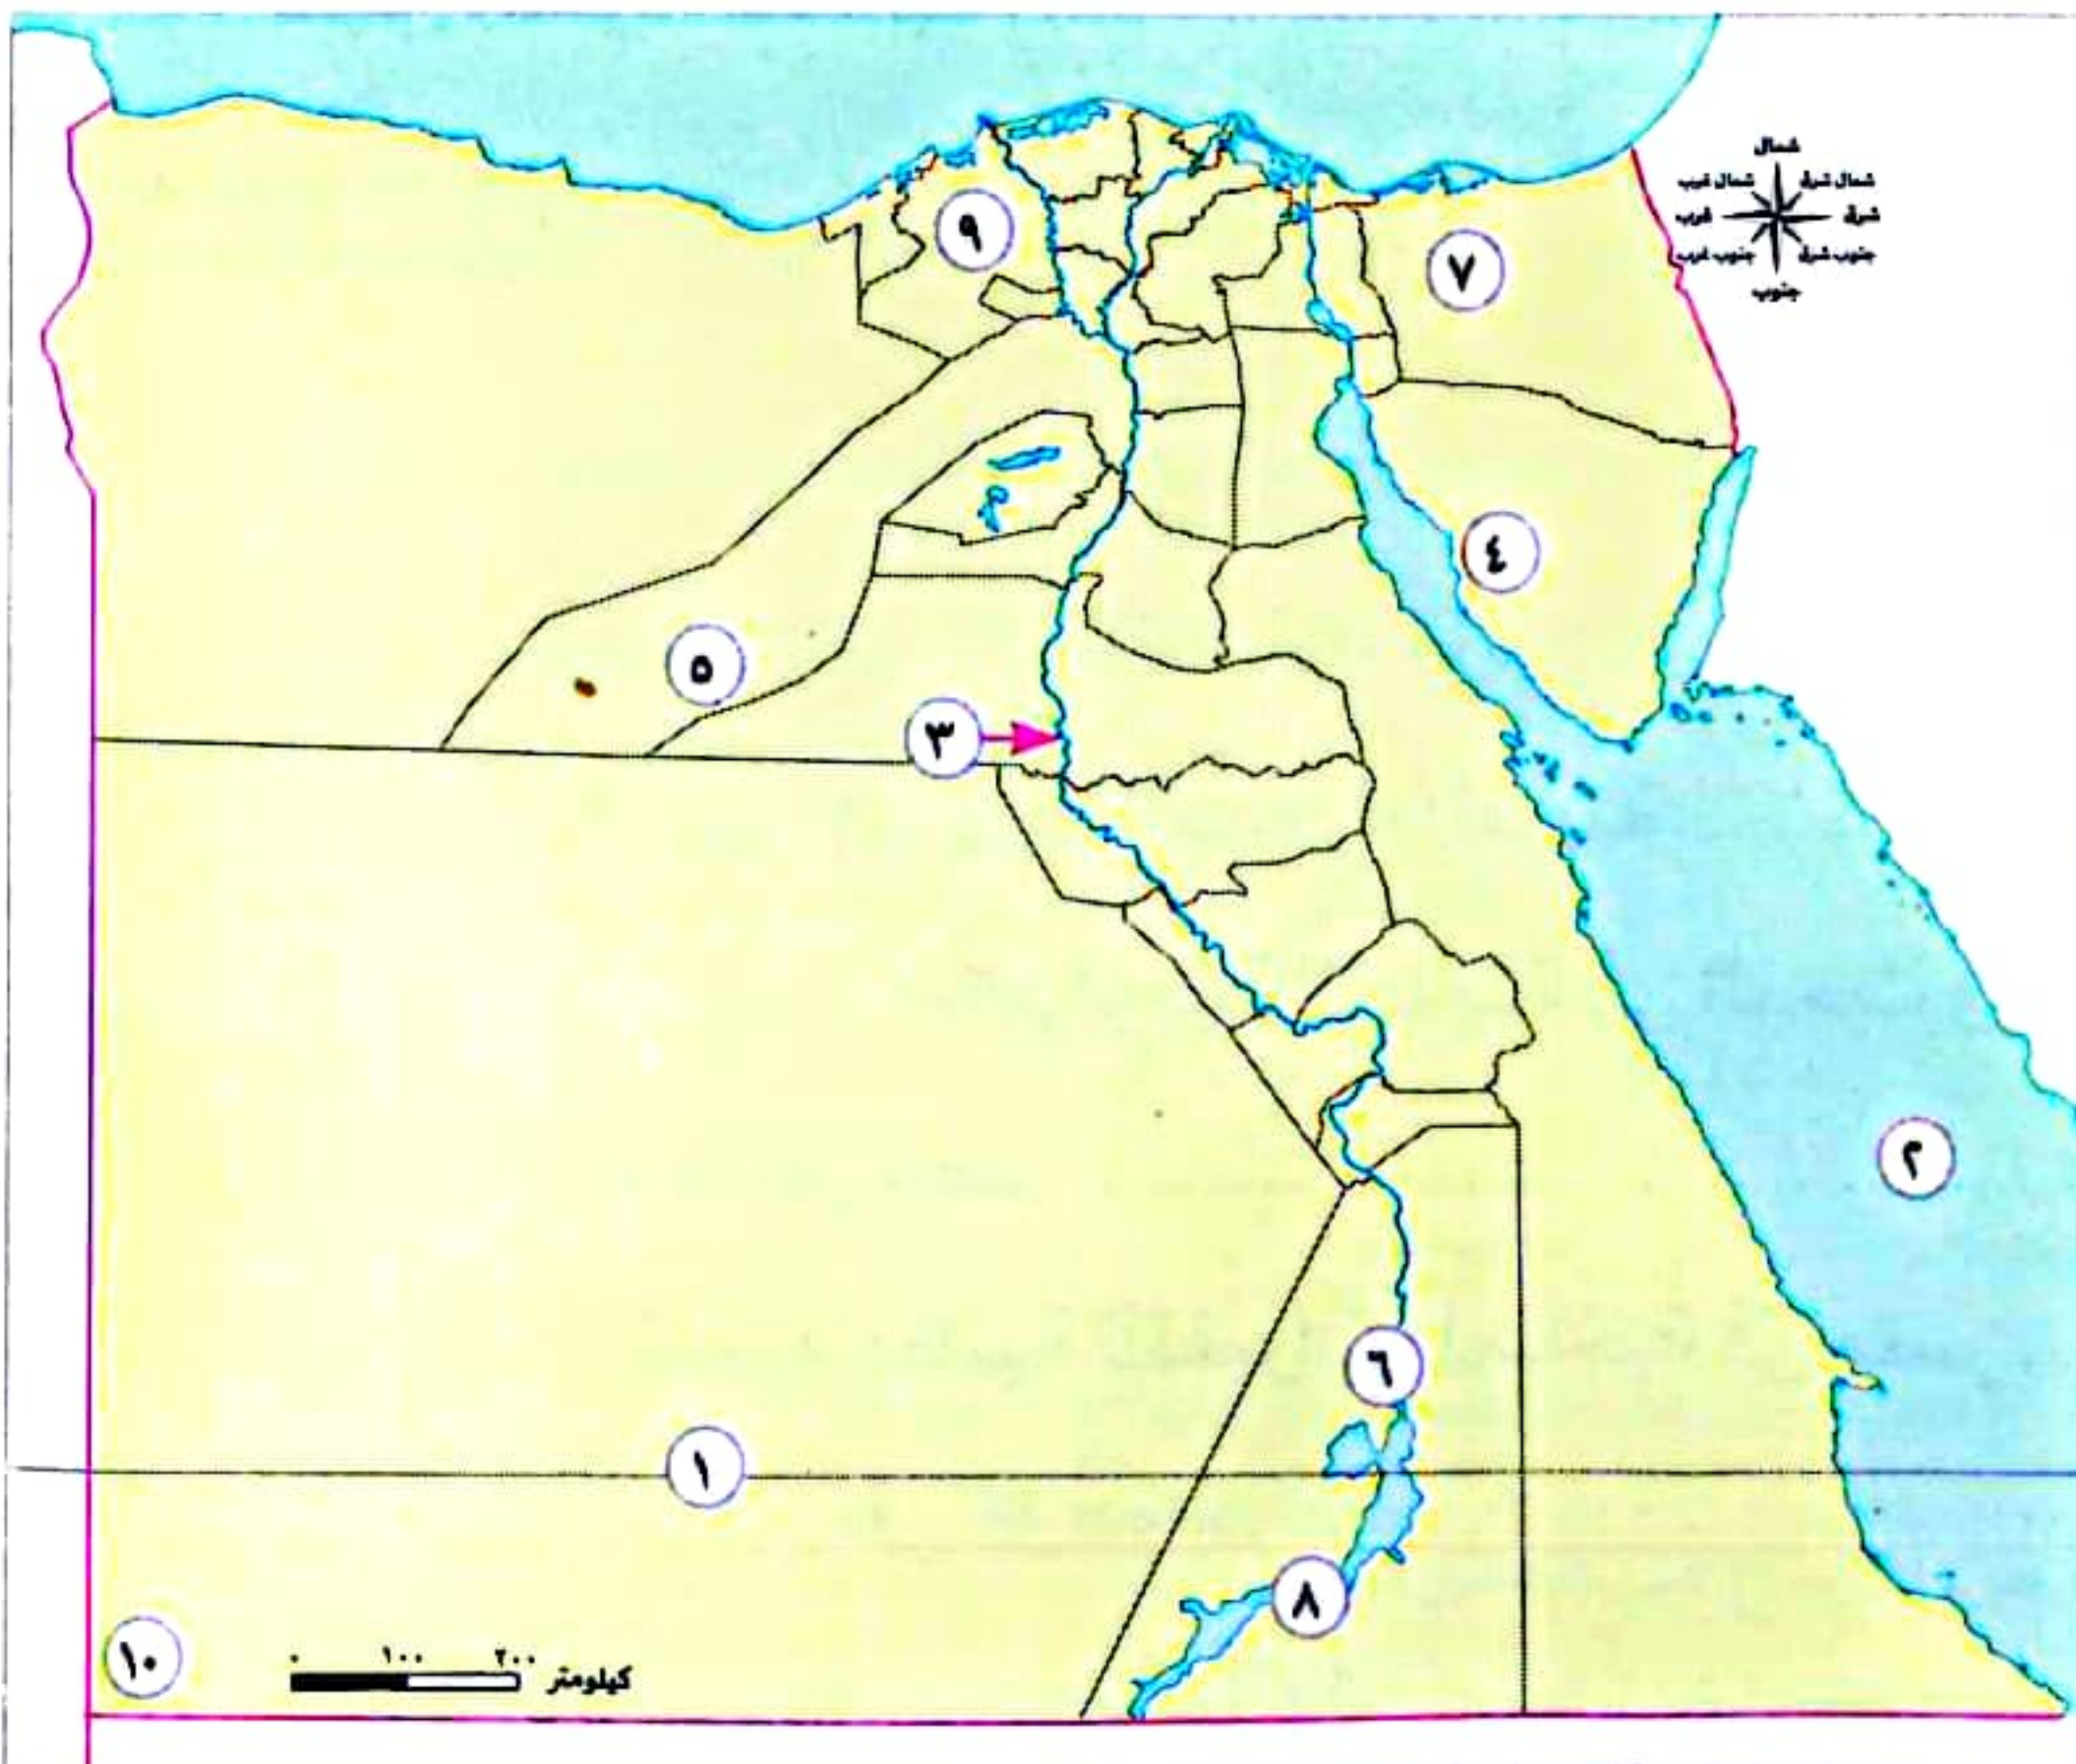 شمال
شمال غرب
شمال شرق
غرب
شرق
جنوب غرب
جنوب شرق
جنوب
٩
٧
٤
٥
٣
٢
٦
١
٨
١٠
٠ ١٠٠ ٢٠٠
كيلومتر